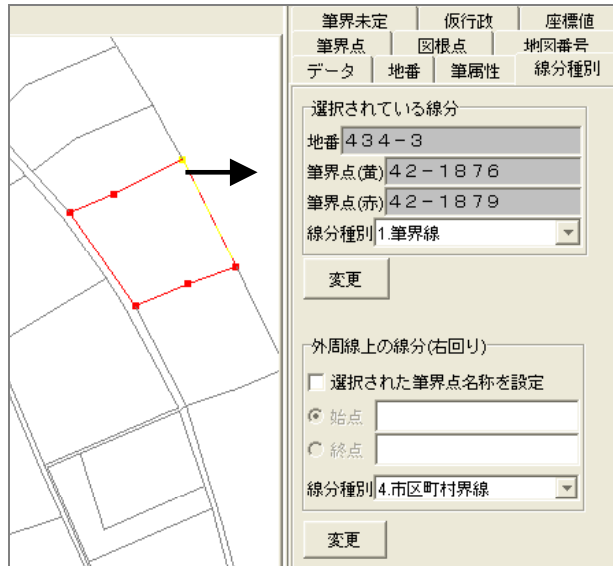 筆界未定 仮行政 座標値
筆界点 図根点 地図番号
データ 地番 筆属性 線分種別
選択されている線分
地番 434-3
筆界点(黄) 42-1876
筆界点(赤) 42-1879
線分種別 1.筆界線
変更
外周線上の線分(右回り)
選択された筆界点名称を設定
始点
終点
線分種別 4.市区町村界線
変更